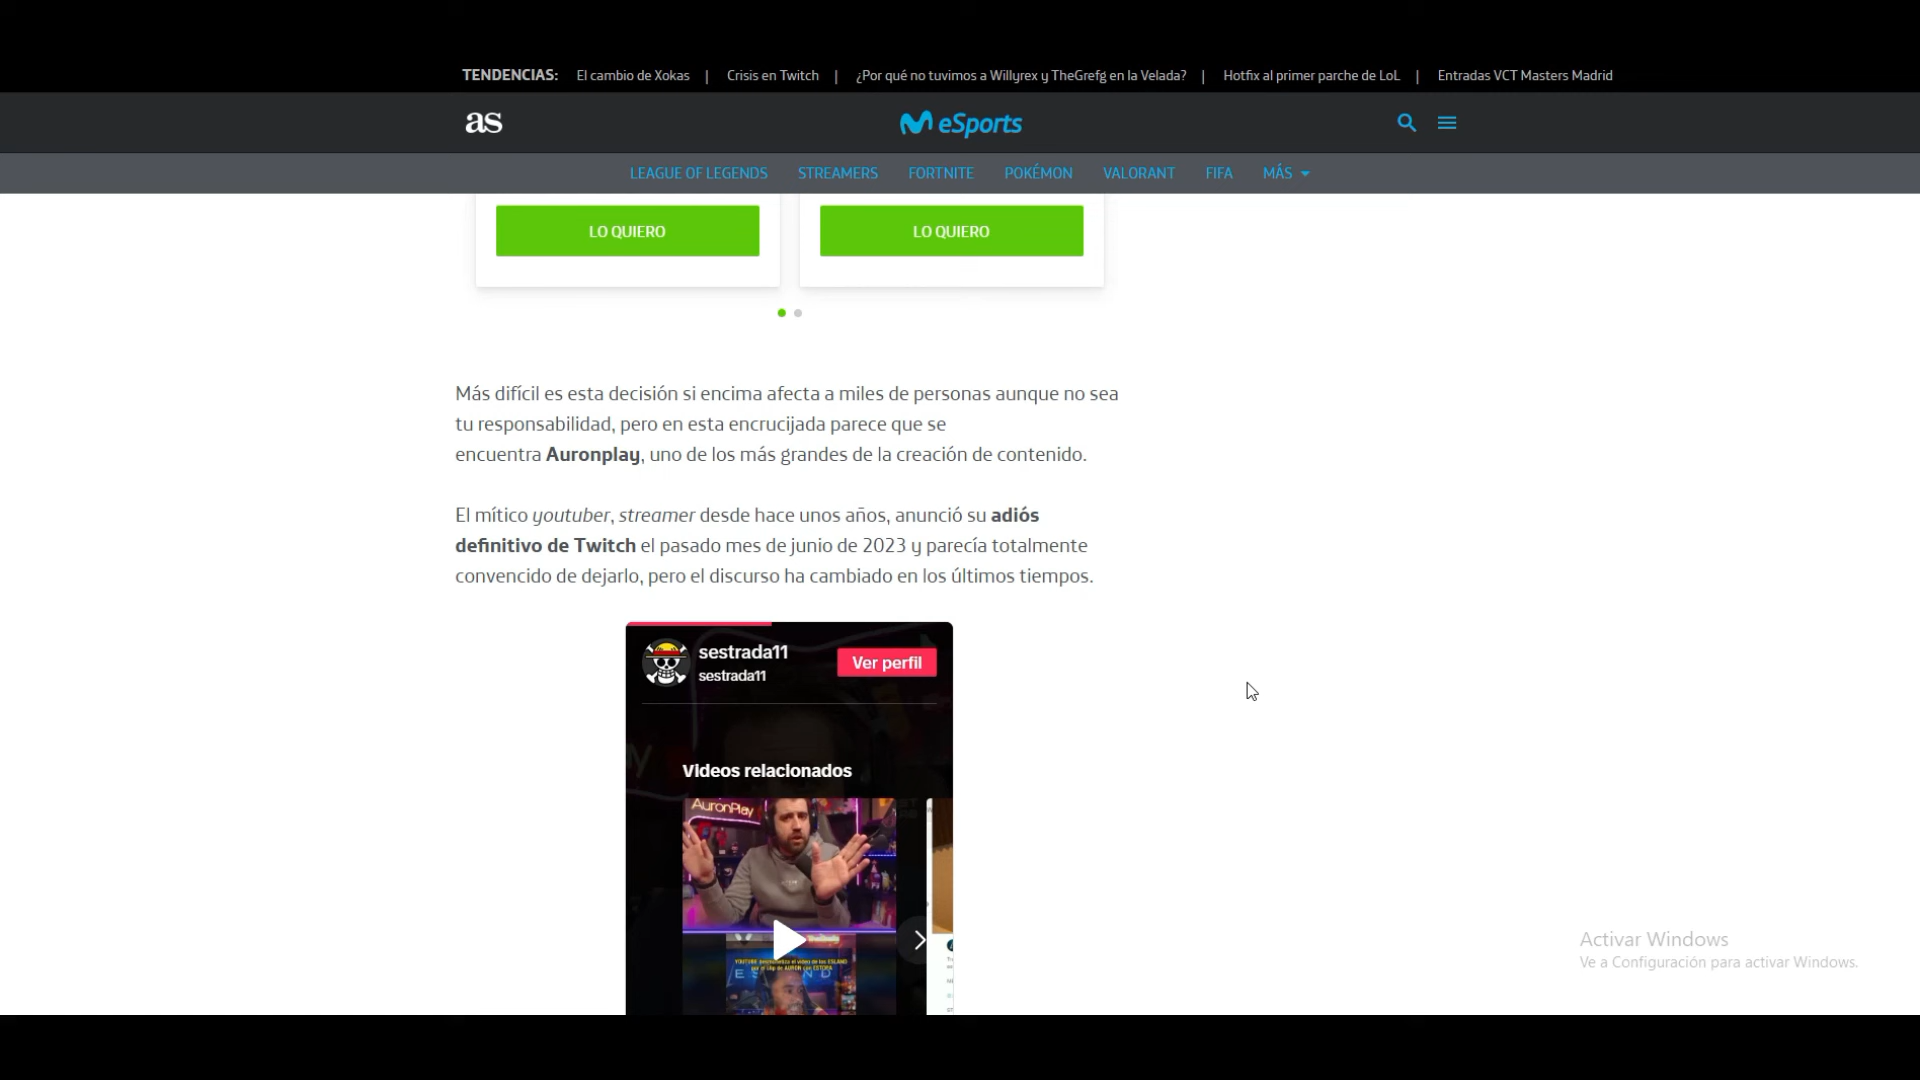 TENDENCIAS: El cambio de Xokas | Crisis en Twitch | ¿Por qué no tuvimos a Willyrex y TheGrefg en la Velada? | Hotfix al primer parche de LoL | Entradas VCT Masters Madrid
as
eSports
LEAGUE OF LEGENDS STREAMERS FORTNITE POKÉMON VALORANT FIFA MÁS
LO QUIERO LO QUIERO
Más difícil es esta decisión si encima afecta a miles de personas aunque no sea
tu responsabilidad, pero en esta encrucijada parece que se
encuentra Auronplay, uno de los más grandes de la creación de contenido.
El mítico youtuber, streamer desde hace unos años, anunció su adiós
definitivo de Twitch el pasado mes de junio de 2023 y parecía totalmente
convencido de dejarlo, pero el discurso ha cambiado en los últimos tiempos.
sestrada11
sestrada11
Ver perfil
Videos relacionados
AuronPlay
Activar Windows
Ve a Configuración para activar Windows.